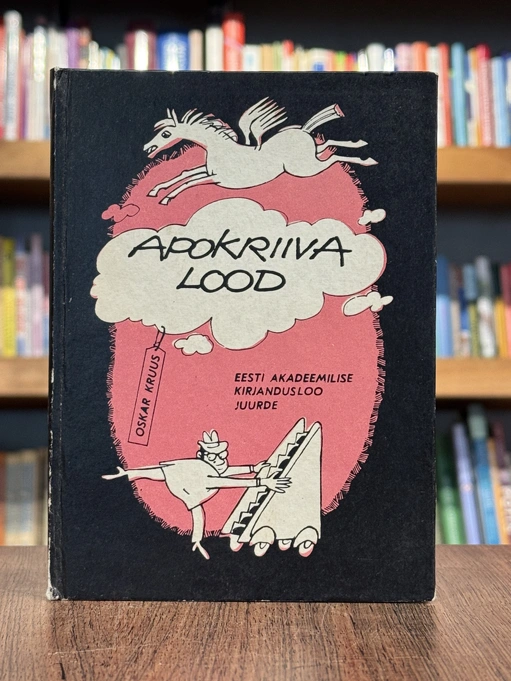 APOKRIIVA
LOOD
OSKAR KRUUS
EESTI AKADEEMILISE
KIRJANDUSLOO
JUURDE